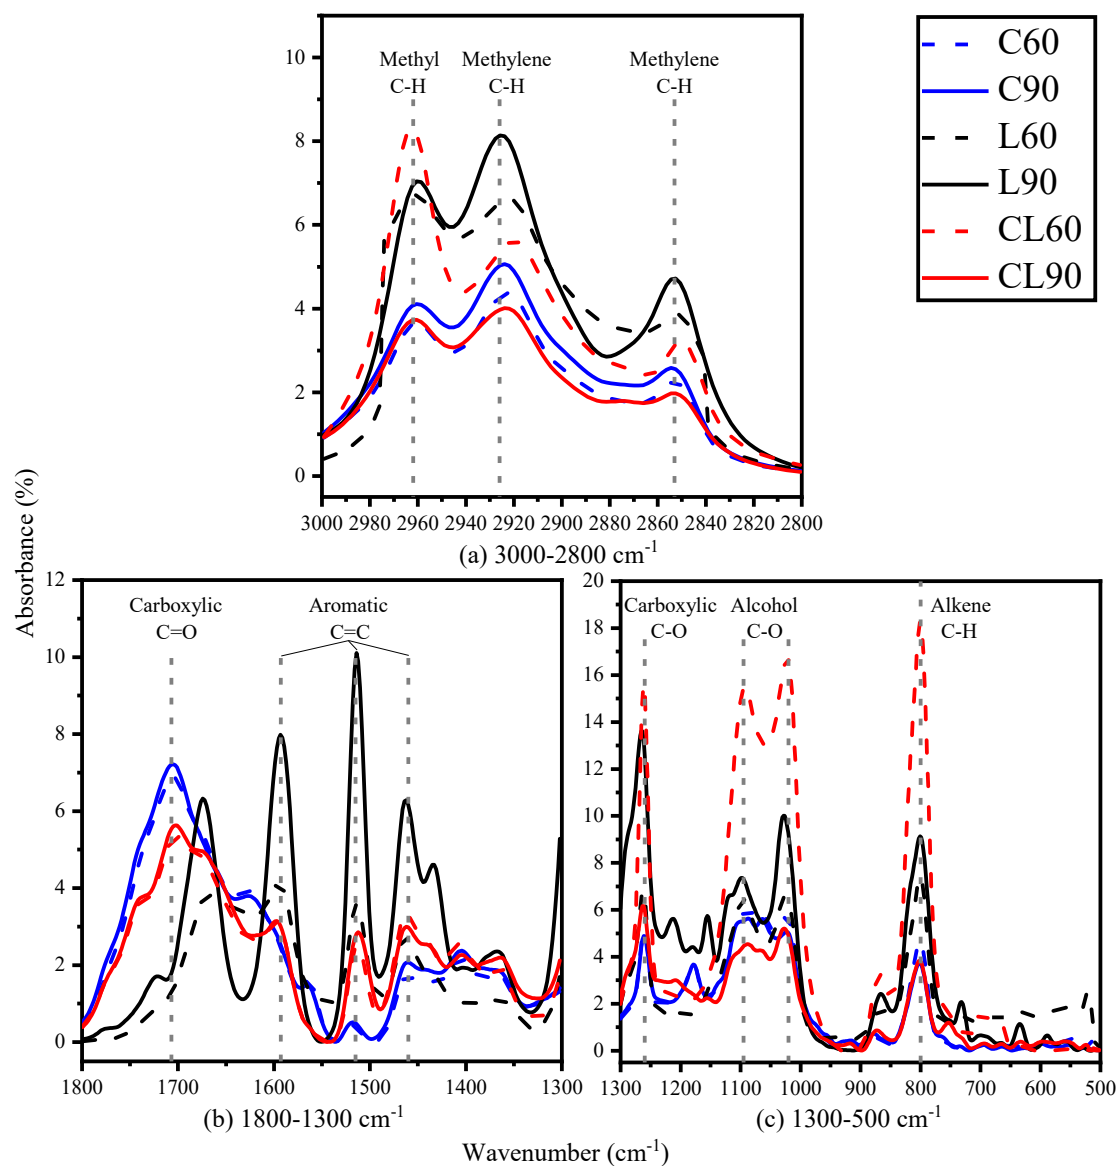 10
8
6
4
2
0
Methyl Methylene Methylene
C-H C-H C-H
3000 2980 2960 2940 2920 2900 2880 2860 2840 2820 2800
(a) 3000-2800 cm⁻¹
C60
C90
L60
L90
CL60
CL90
Absorbance (%)
12
10
8
6
4
2
0
Carboxylic Aromatic
C=O C=C
1800 1700 1600 1500 1400 1300
(b) 1800-1300 cm⁻¹
20
18
16
14
12
10
8
6
4
2
0
Carboxylic Alcohol Alkene
C-O C-O C-H
1300 1200 1100 1000 900 800 700 600 500
(c) 1300-500 cm⁻¹
Wavenumber (cm⁻¹)